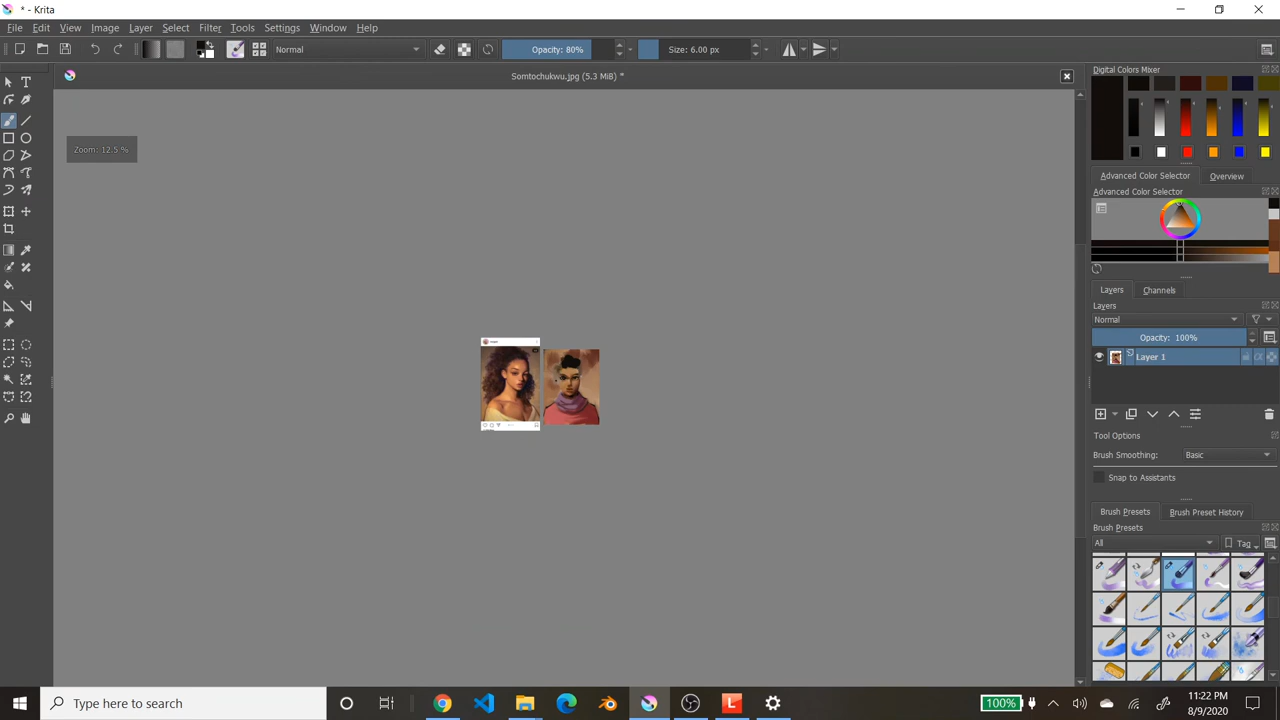 * - Krita
File Edit View Image Layer Select Filter Tools Settings Window Help
Normal Opacity: 80% Size: 6.00 px
Somtochukwu.jpg (5.3 MiB) *
Zoom: 12.5 %
Digital Colors Mixer
Advanced Color Selector Overview
Advanced Color Selector
Layers Channels
Layers
Normal
Opacity: 100%
Layer 1
Tool Options
Brush Smoothing: Basic
Snap to Assistants
Brush Presets Brush Preset History
Brush Presets
All Tag
Type here to search
100%
11:22 PM
8/9/2020